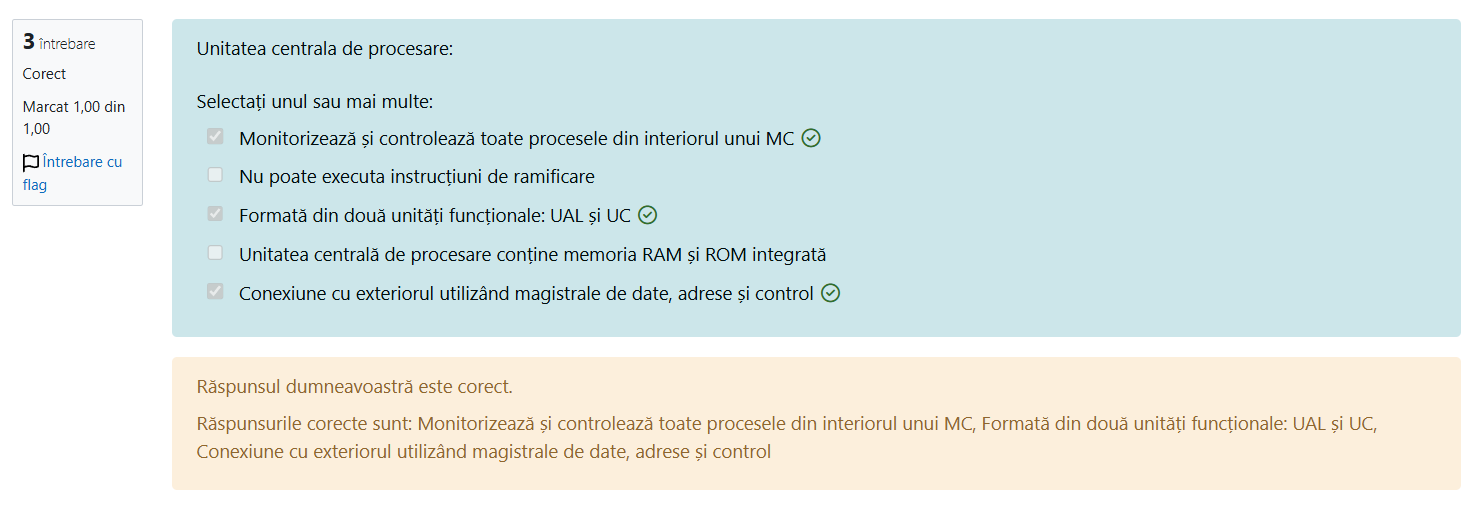 3 întrebare
Corect
Marcat 1,00 din
1,00
Întrebare cu
flag
Unitatea centrala de procesare:
Selectați unul sau mai multe:
Monitorizează și controlează toate procesele din interiorul unui MC
Nu poate executa instrucțiuni de ramificare
Formată din două unități funcționale: UAL și UC
Unitatea centrală de procesare conține memoria RAM și ROM integrată
Conexiune cu exteriorul utilizând magistrale de date, adrese și control
Răspunsul dumneavoastră este corect.
Răspunsurile corecte sunt: Monitorizează și controlează toate procesele din interiorul unui MC, Formată din două unități funcționale: UAL și UC,
Conexiune cu exteriorul utilizând magistrale de date, adrese și control